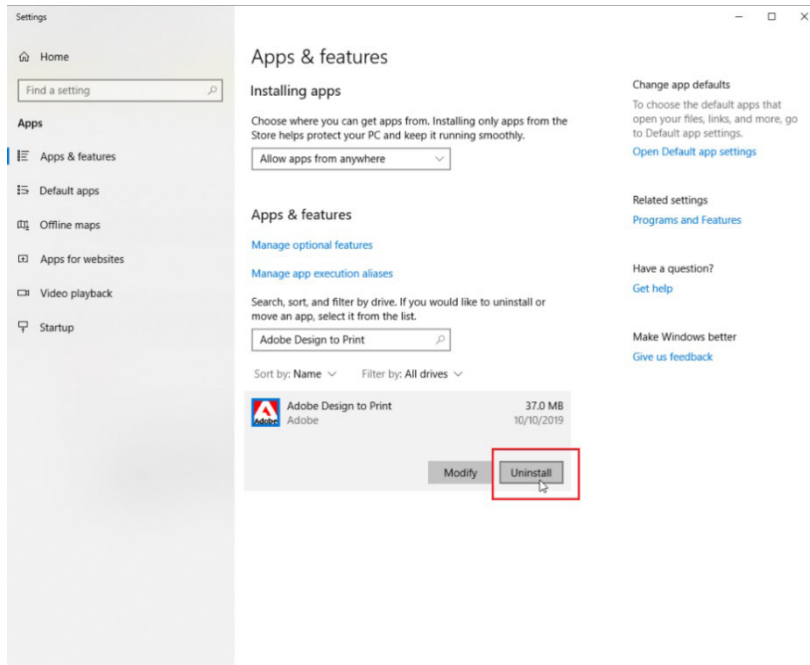 Settings
Home
Find a setting
Apps
Apps & features
Default apps
Offline maps
Apps for websites
Video playback
Startup
Apps & features
Installing apps
Choose where you can get apps from. Installing only apps from the
Store helps protect your PC and keep it running smoothly.
Allow apps from anywhere
Apps & features
Manage optional features
Manage app execution aliases
Search, sort, and filter by drive. If you would like to uninstall or
move an app, select it from the list.
Adobe Design to Print
Sort by: Name
Filter by: All drives
Adobe
Adobe Design to Print
37.0 MB
Adobe
10/10/2019
Modify
Uninstall
Change app defaults
To choose the default apps that
open your files, links, and more, go
to Default app settings.
Open Default app settings
Related settings
Programs and Features
Have a question?
Get help
Make Windows better
Give us feedback